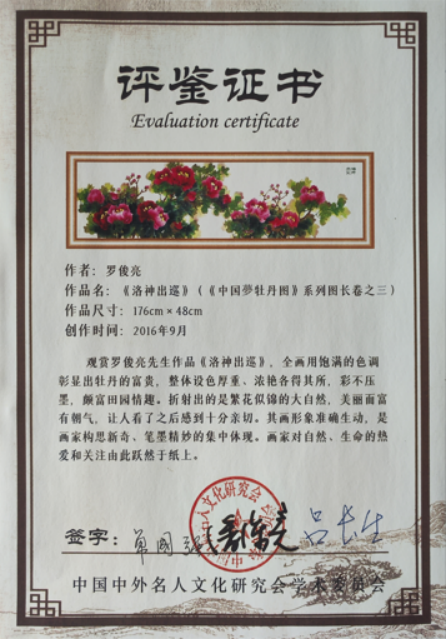 评鉴证书
Evaluation certificate
作者：罗俊亮
作品名：《洛神出巡》（《中国夢牡丹图》系列图长卷之三）
作品尺寸：176cm×48cm
创作时间：2016年9月
观赏罗俊亮先生作品《洛神出巡》，全画用饱满的色调
彰显出牡丹的富贵，整体设色厚重、浓艳各得其所，彩不压
墨，颇富田园情趣。折射出的是繁花似锦的大自然，美丽而富
有朝气，让人看了之后感到十分亲切。其画形象准确生动，是
画家构思新奇、笔墨精妙的集中体现。画家对自然、生命的热
爱和关注由此跃然于纸上。
签字：单国强 吕长生
中国中外名人文化研究会学术委员会